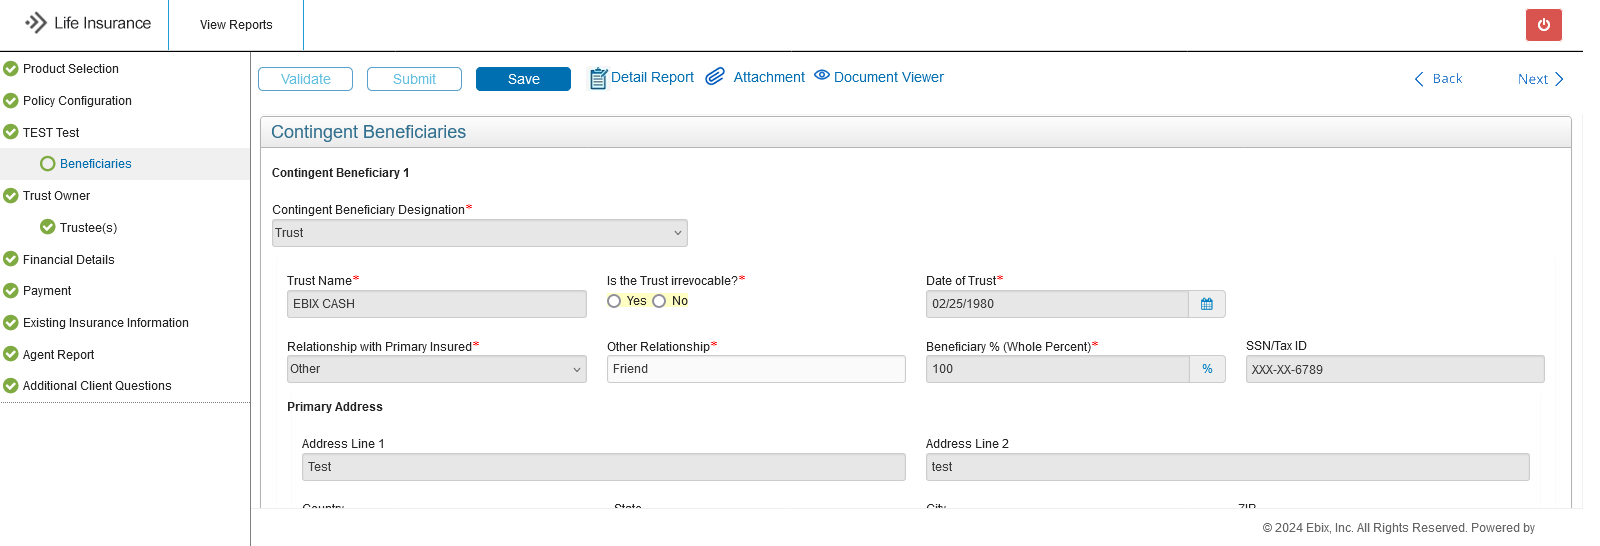 Life Insurance
View Reports
Product Selection
Policy Configuration
TEST Test
Beneficiaries
Trust Owner
Trustee(s)
Financial Details
Payment
Existing Insurance Information
Agent Report
Additional Client Questions
Validate
Submit
Save
Detail Report
Attachment
Document Viewer
Back
Next
Contingent Beneficiaries
Contingent Beneficiary 1
Contingent Beneficiary Designation*
Trust
Trust Name*
Is the Trust irrevocable?*
Date of Trust*
EBIX CASH
Yes
No
02/25/1980
Relationship with Primary Insured*
Other Relationship*
Beneficiary % (Whole Percent)*
SSN/Tax ID
Other
Friend
100
%
XXX-XX-6789
Primary Address
Address Line 1
Address Line 2
Test
test
Country
State
City
ZIP
© 2024 Ebix, Inc. All Rights Reserved. Powered by